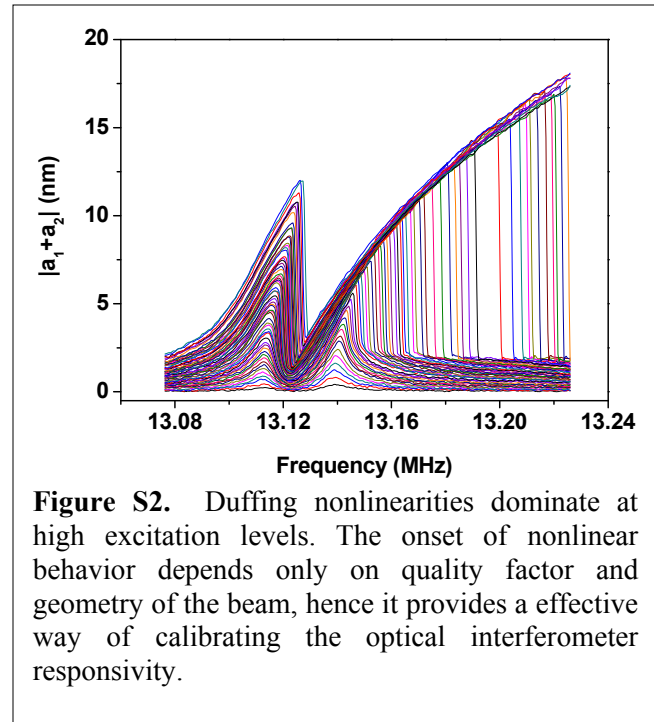 20
15
10
5
0
|a₁+a₂| (nm)
13.08 13.12 13.16 13.20 13.24
Frequency (MHz)
Figure S2. Duffing nonlinearities dominate at
high excitation levels. The onset of nonlinear
behavior depends only on quality factor and
geometry of the beam, hence it provides a effective
way of calibrating the optical interferometer
responsivity.